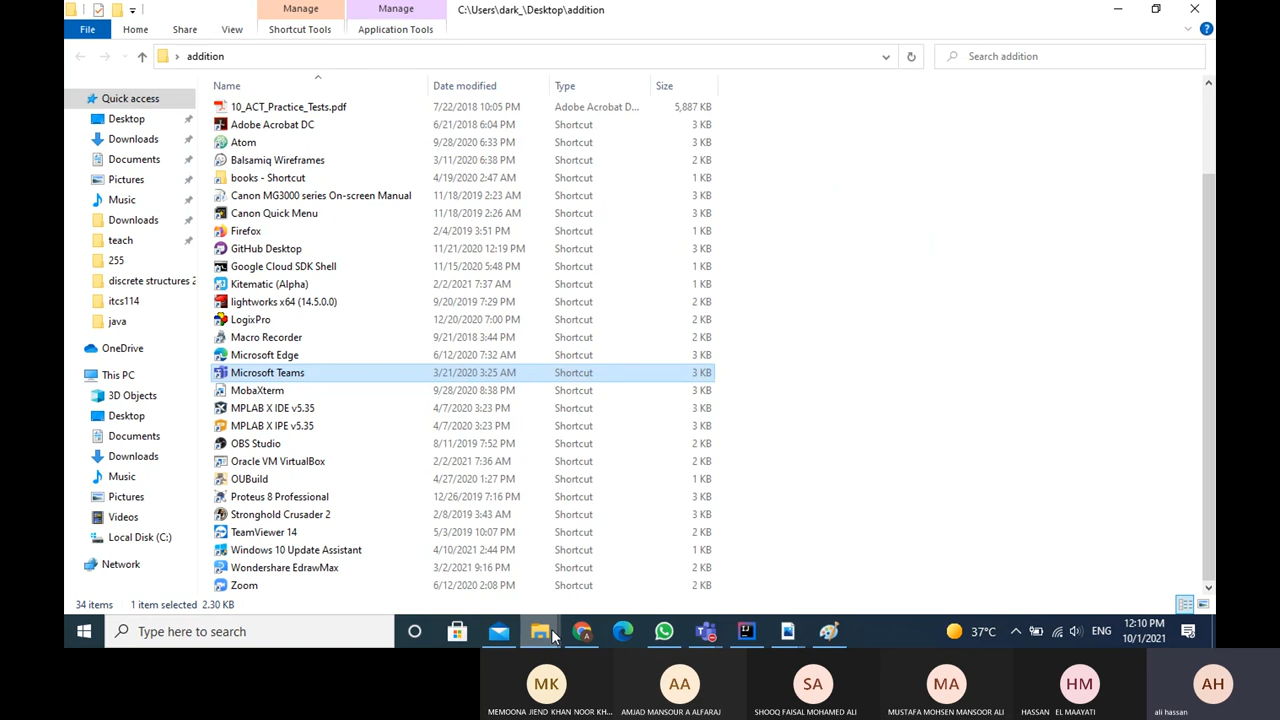 Manage
Manage
C:\Users\dark_\Desktop\addition
File
Home
Share
View
Shortcut Tools
Application Tools
addition
Search addition
Name
Date modified
Type
Size
Quick access
Desktop
Downloads
Documents
Pictures
Music
Downloads
teach
255
discrete structures 2
itcs114
java
OneDrive
This PC
3D Objects
Desktop
Documents
Downloads
Music
Pictures
Videos
Local Disk (C:)
Network
10_ACT_Practice_Tests.pdf 7/22/2018 10:05 PM Adobe Acrobat D... 5,887 KB
Adobe Acrobat DC 6/21/2018 6:04 PM Shortcut 3 KB
Atom 9/28/2020 6:33 PM Shortcut 3 KB
Balsamiq Wireframes 3/11/2020 6:38 PM Shortcut 2 KB
books - Shortcut 4/19/2020 2:47 AM Shortcut 1 KB
Canon MG3000 series On-screen Manual 11/18/2019 2:23 AM Shortcut 3 KB
Canon Quick Menu 11/18/2019 2:26 AM Shortcut 3 KB
Firefox 2/4/2019 3:51 PM Shortcut 1 KB
GitHub Desktop 11/21/2020 12:19 PM Shortcut 3 KB
Google Cloud SDK Shell 11/15/2020 5:48 PM Shortcut 1 KB
Kitematic (Alpha) 2/2/2021 7:37 AM Shortcut 1 KB
lightworks x64 (14.5.0.0) 9/20/2019 7:29 PM Shortcut 2 KB
LogixPro 12/20/2020 7:00 PM Shortcut 2 KB
Macro Recorder 9/21/2018 3:44 PM Shortcut 2 KB
Microsoft Edge 6/12/2020 7:32 AM Shortcut 3 KB
Microsoft Teams 3/21/2020 3:25 AM Shortcut 3 KB
MobaXterm 9/28/2020 8:38 PM Shortcut 2 KB
MPLAB X IDE v5.35 4/7/2020 3:23 PM Shortcut 2 KB
MPLAB X IPE v5.35 4/7/2020 3:23 PM Shortcut 2 KB
OBS Studio 8/11/2019 7:52 PM Shortcut 2 KB
Oracle VM VirtualBox 2/2/2021 7:36 AM Shortcut 2 KB
OUBuild 4/27/2020 1:27 PM Shortcut 1 KB
Proteus 8 Professional 12/26/2019 7:16 PM Shortcut 3 KB
Stronghold Crusader 2 2/8/2019 3:43 AM Shortcut 3 KB
TeamViewer 14 5/3/2019 10:07 PM Shortcut 2 KB
Windows 10 Update Assistant 4/10/2021 2:44 PM Shortcut 1 KB
Wondershare EdrawMax 3/2/2021 9:16 PM Shortcut 2 KB
Zoom 6/12/2020 2:08 PM Shortcut 2 KB
34 items 1 item selected 2.30 KB
Type here to search
37°C
ENG
12:10 PM
10/1/2021
MK
AA
SA
MA
HM
AH
MEMOONA JIEND KHAN NOOR KH...
AMJAD MANSOUR A ALFARAJ
SHOOQ FAISAL MOHAMED ALI
MUSTAFA MOHSEN MANSOOR ALI
HASSAN EL MAAYATI
ali hassan